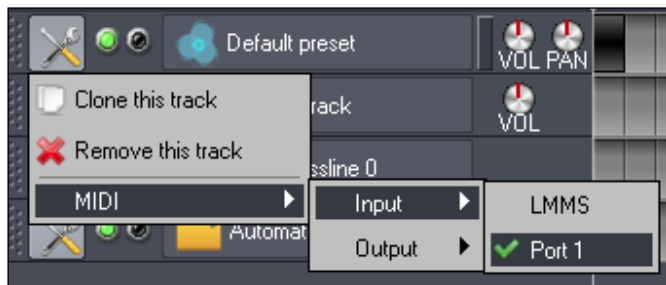 Default preset
VOL PAN
Clone this track
rack
VOL
Remove this track
ssline 0
MIDI
Input
LMMS
Automat
Output
Port 1